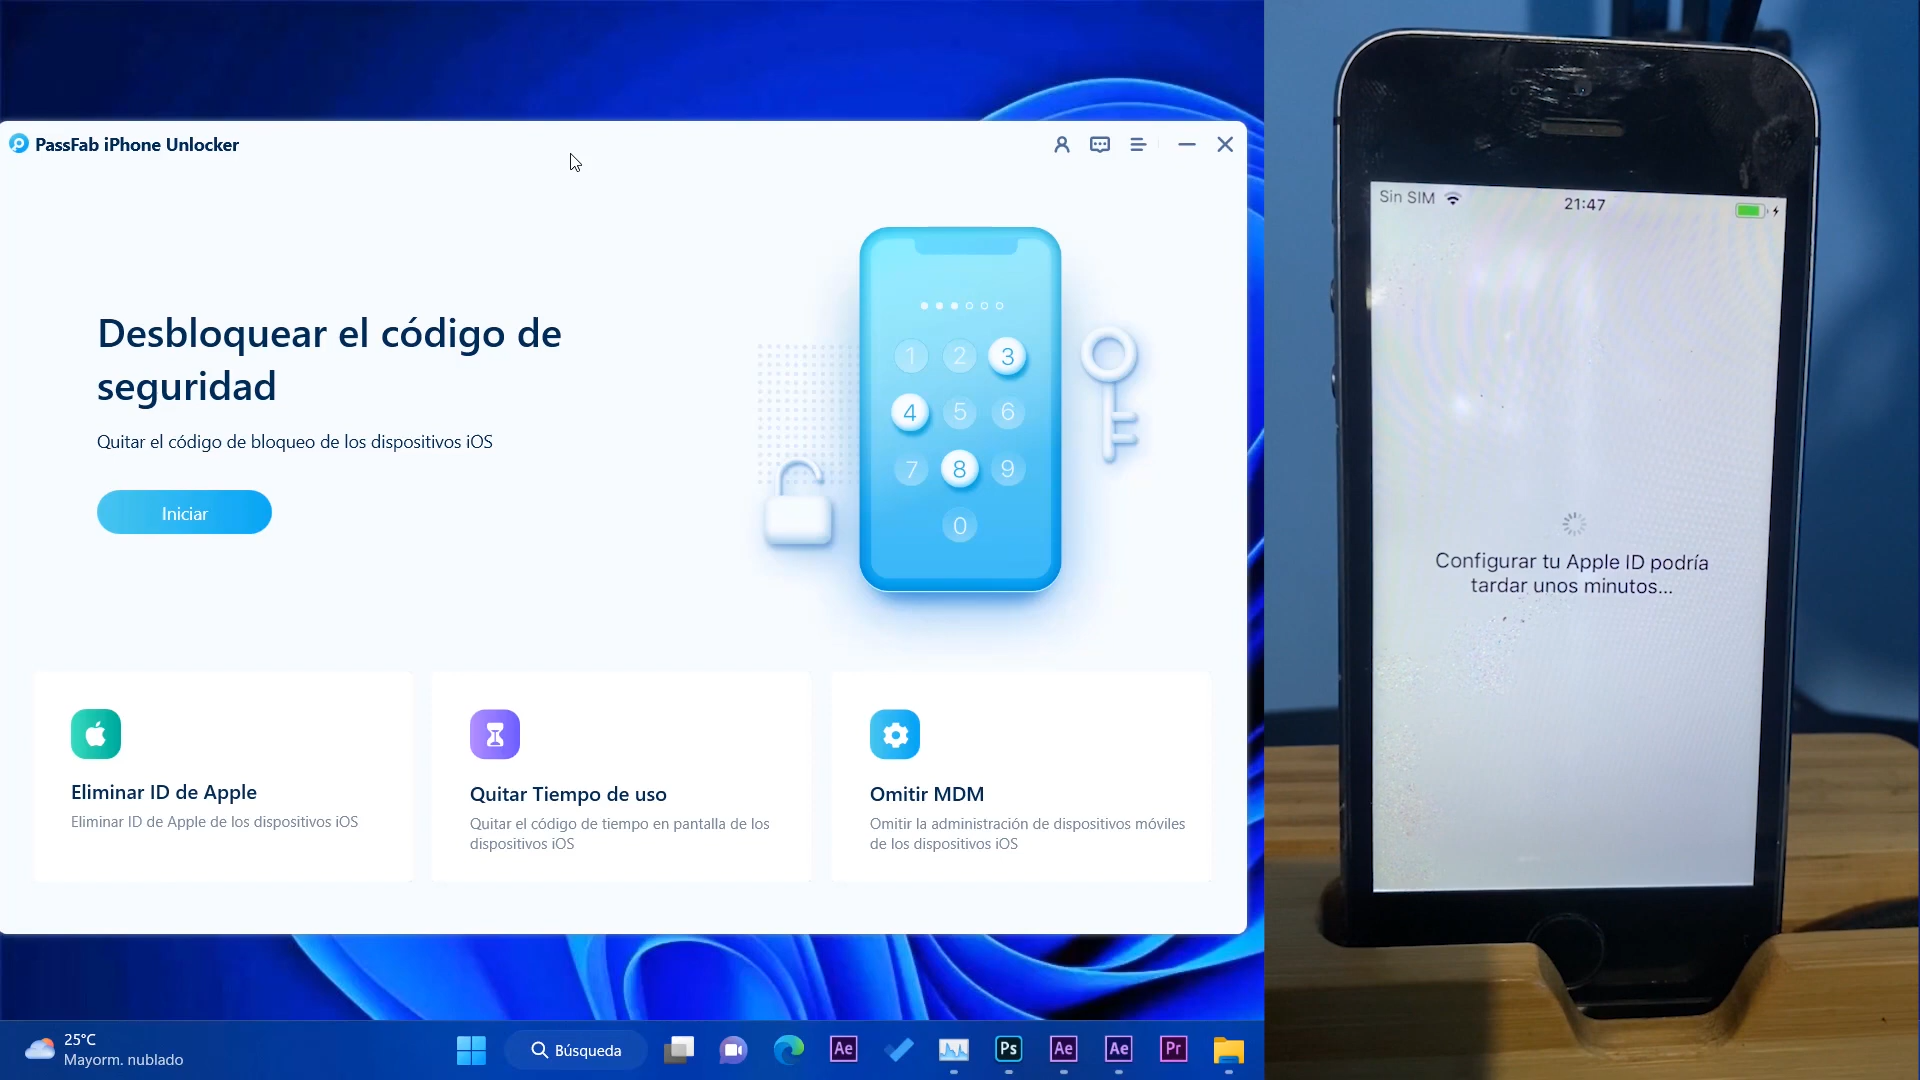 PassFab iPhone Unlocker
Desbloquear el código de
seguridad
Quitar el código de bloqueo de los dispositivos iOS
Iniciar
1 2 3
4 5 6
7 8 9
0
Eliminar ID de Apple
Eliminar ID de Apple de los dispositivos iOS
Quitar Tiempo de uso
Quitar el código de tiempo en pantalla de los
dispositivos iOS
Omitir MDM
Omitir la administración de dispositivos móviles
de los dispositivos iOS
25°C
Mayorm. nublado
Búsqueda
Ae
Ps
Ae
Ae
Pr
Sin SIM
21:47
Configurar tu Apple ID podría
tardar unos minutos...